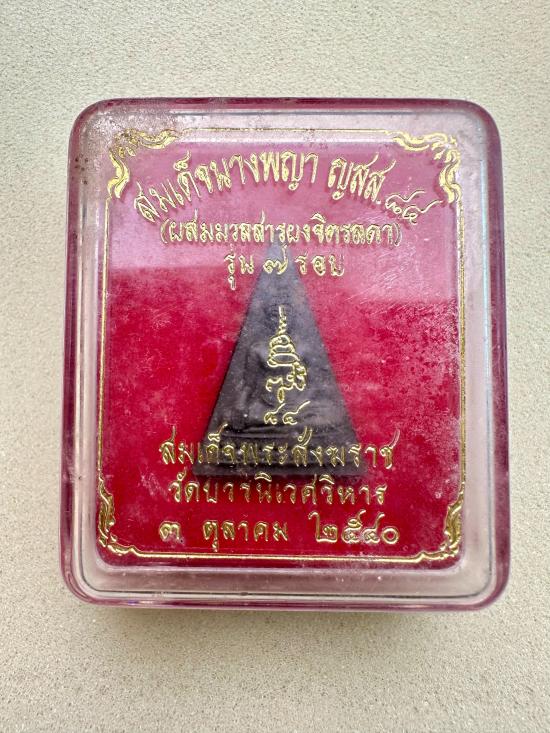 สมเด็จนางพญา ญสส. ๘๔
(ผสมมวลสารผงจิตรลดา)
รุ่น ๗ รอบ
๘๔
สมเด็จพระสังฆราช
วัดบวรนิเวศวิหาร
๓ ตุลาคม ๒๕๔๐